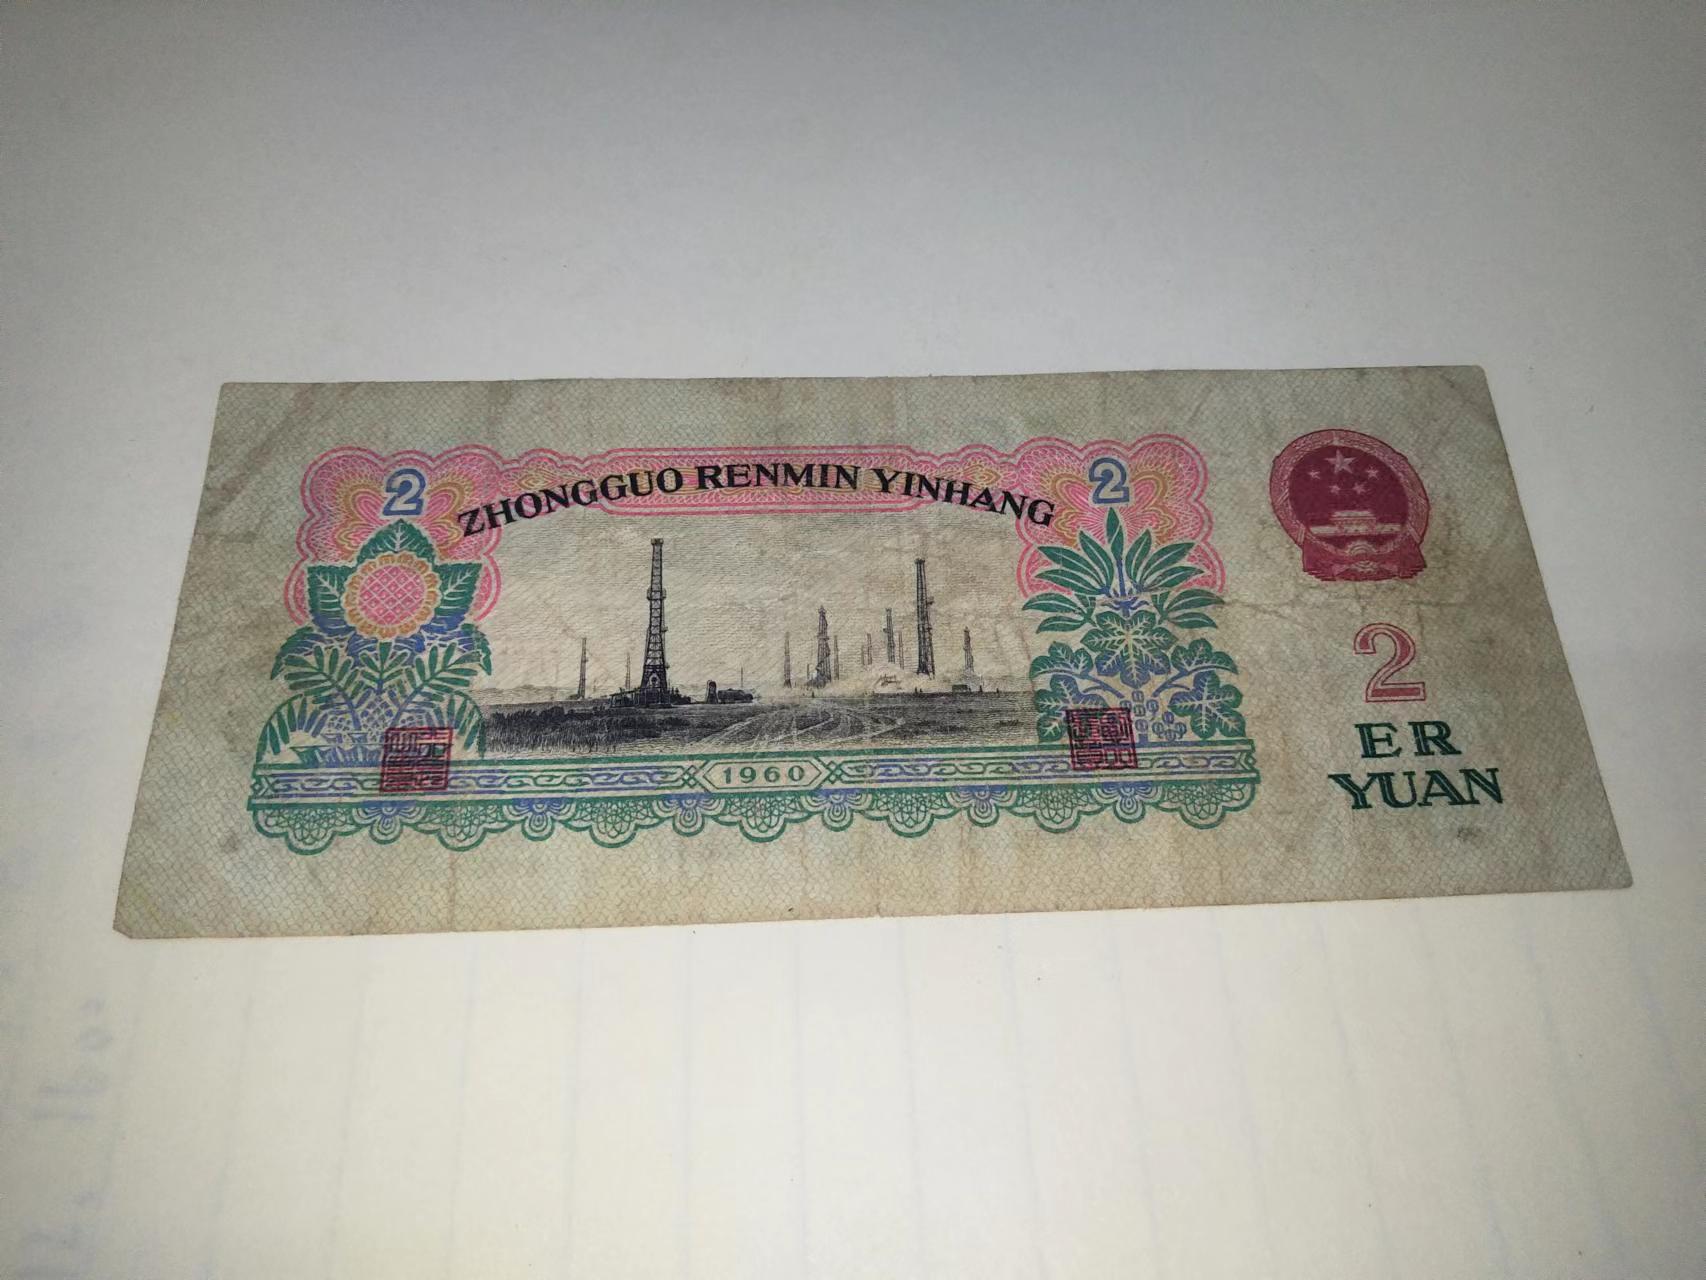 2 ZHONGGUO RENMIN YINHANG 2
2
ER
YUAN
1960